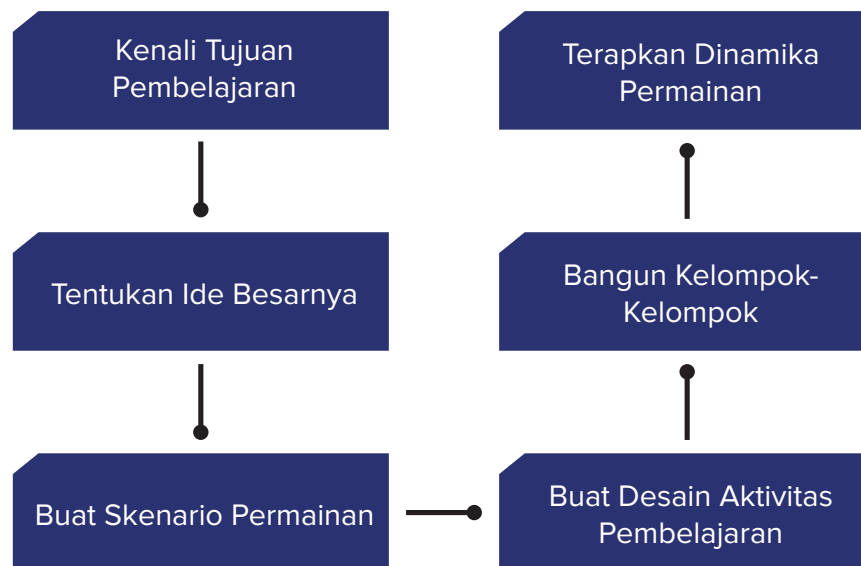 Kenali Tujuan
Pembelajaran
Tentukan Ide Besarnya
Buat Skenario Permainan
Buat Desain Aktivitas
Pembelajaran
Bangun Kelompok-
Kelompok
Terapkan Dinamika
Permainan